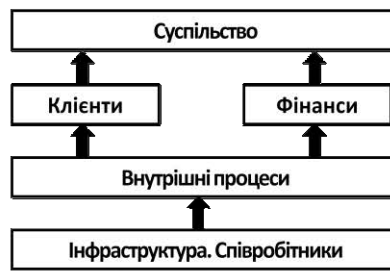 Суспільство
Клієнти
Фінанси
Внутрішні процеси
Інфраструктура. Співробітники